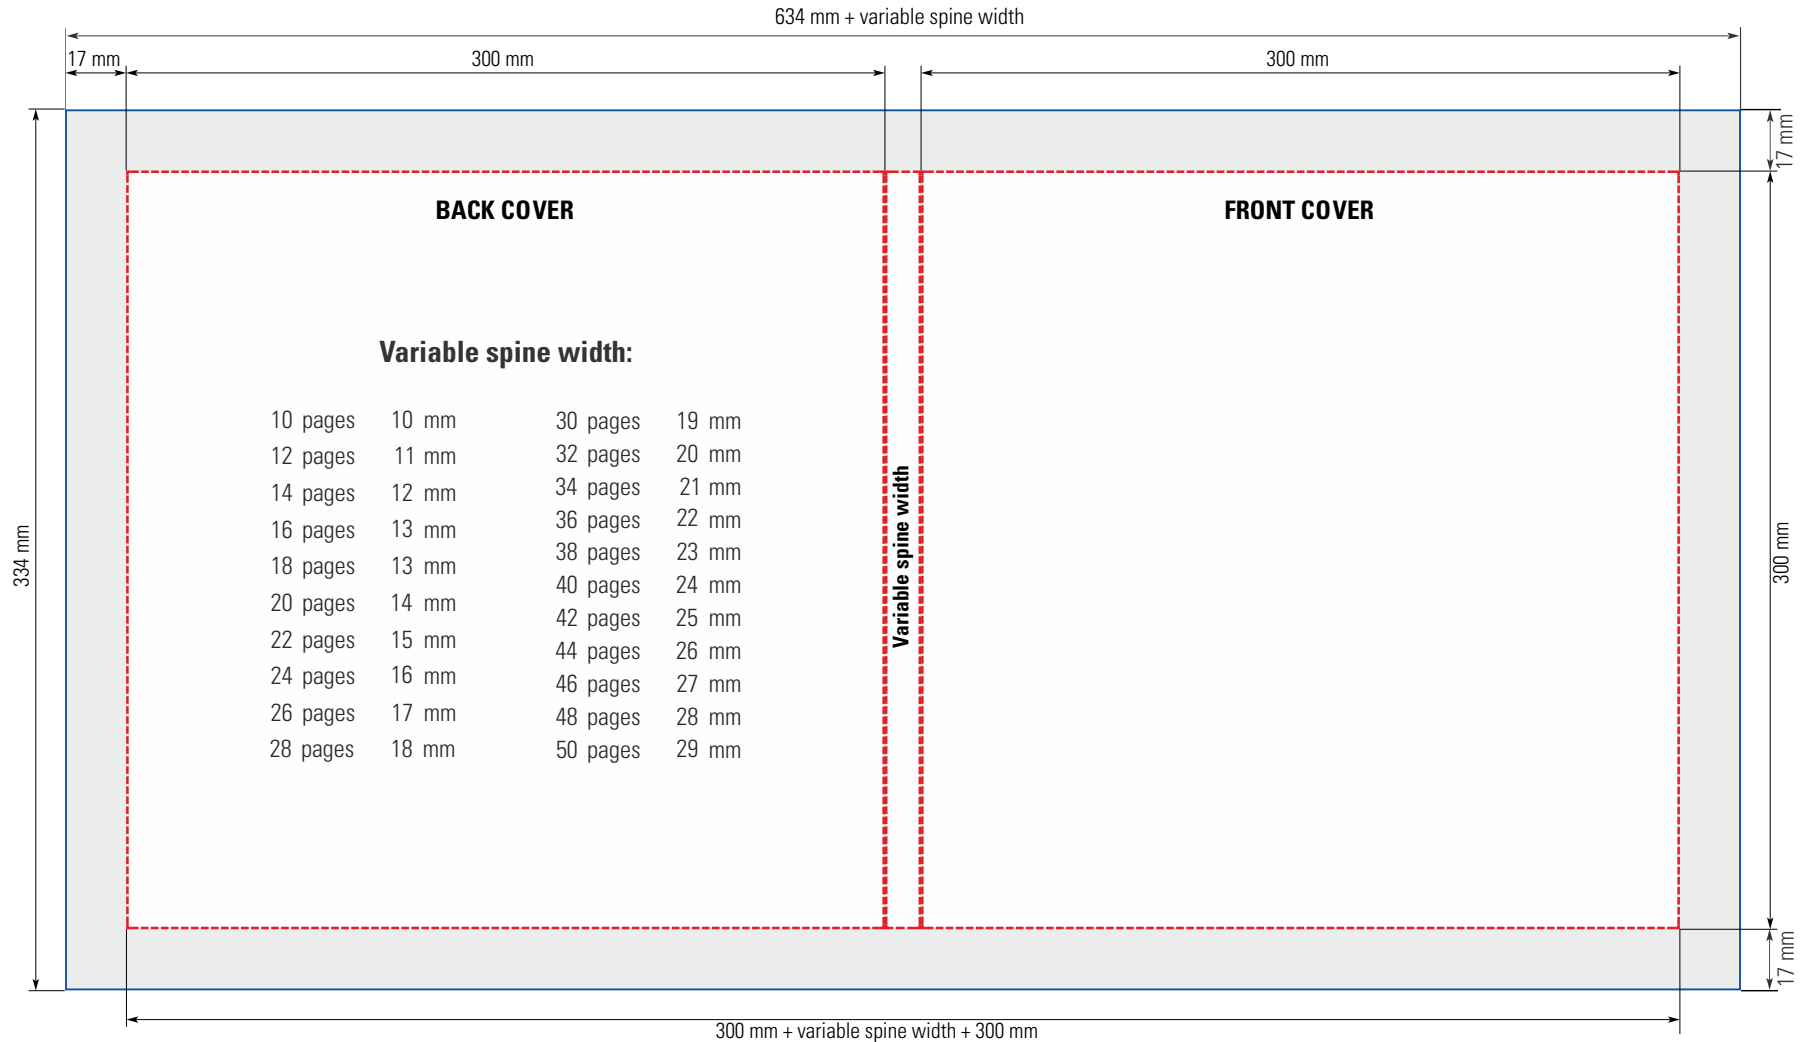 634 mm + variable spine width
17 mm 300 mm 300 mm
17 mm
BACK COVER FRONT COVER
Variable spine width:
10 pages 10 mm 30 pages 19 mm
12 pages 11 mm 32 pages 20 mm
14 pages 12 mm 34 pages 21 mm
16 pages 13 mm 36 pages 22 mm
18 pages 13 mm 38 pages 23 mm
20 pages 14 mm 40 pages 24 mm
22 pages 15 mm 42 pages 25 mm
24 pages 16 mm 44 pages 26 mm
26 pages 17 mm 46 pages 27 mm
28 pages 18 mm 48 pages 28 mm
50 pages 29 mm
Variable spine width
334 mm
300 mm
17 mm
300 mm + variable spine width + 300 mm